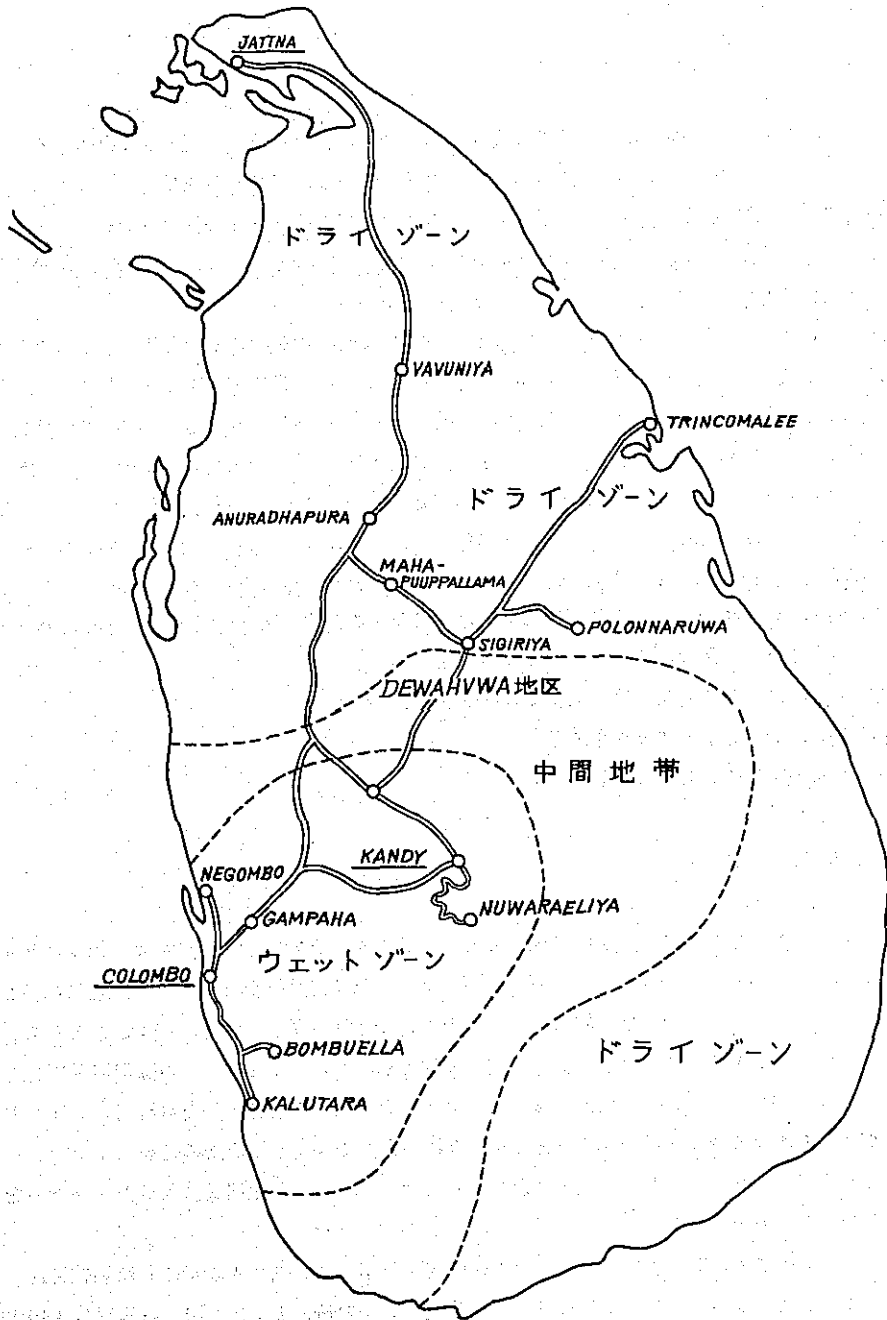 JATTNA
ドライゾーン
VAVUNIYA
TRINCOMALEE
ドライゾーン
ANURADHAPURA
MAHA-
PUUPPALLAMA
POLONNARUWA
SIGIRIYA
DEWAHVWA地区
中間地帯
KANDY
NEGOMBO
NUWARAELIYA
GAMPAHA
ウェットゾーン
COLOMBO
BOMBUELLA
ドライゾーン
KALUTARA